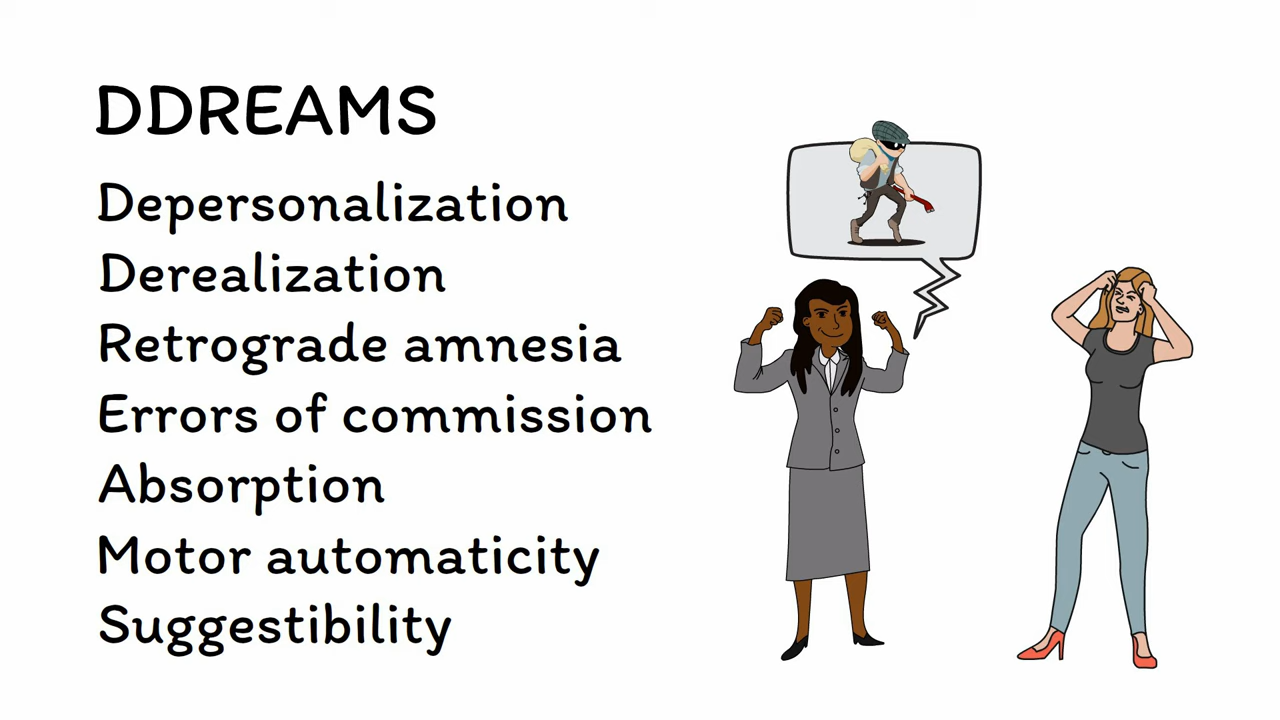 DDREAMS
Depersonalization
Derealization
Retrograde amnesia
Errors of commission
Absorption
Motor automaticity
Suggestibility